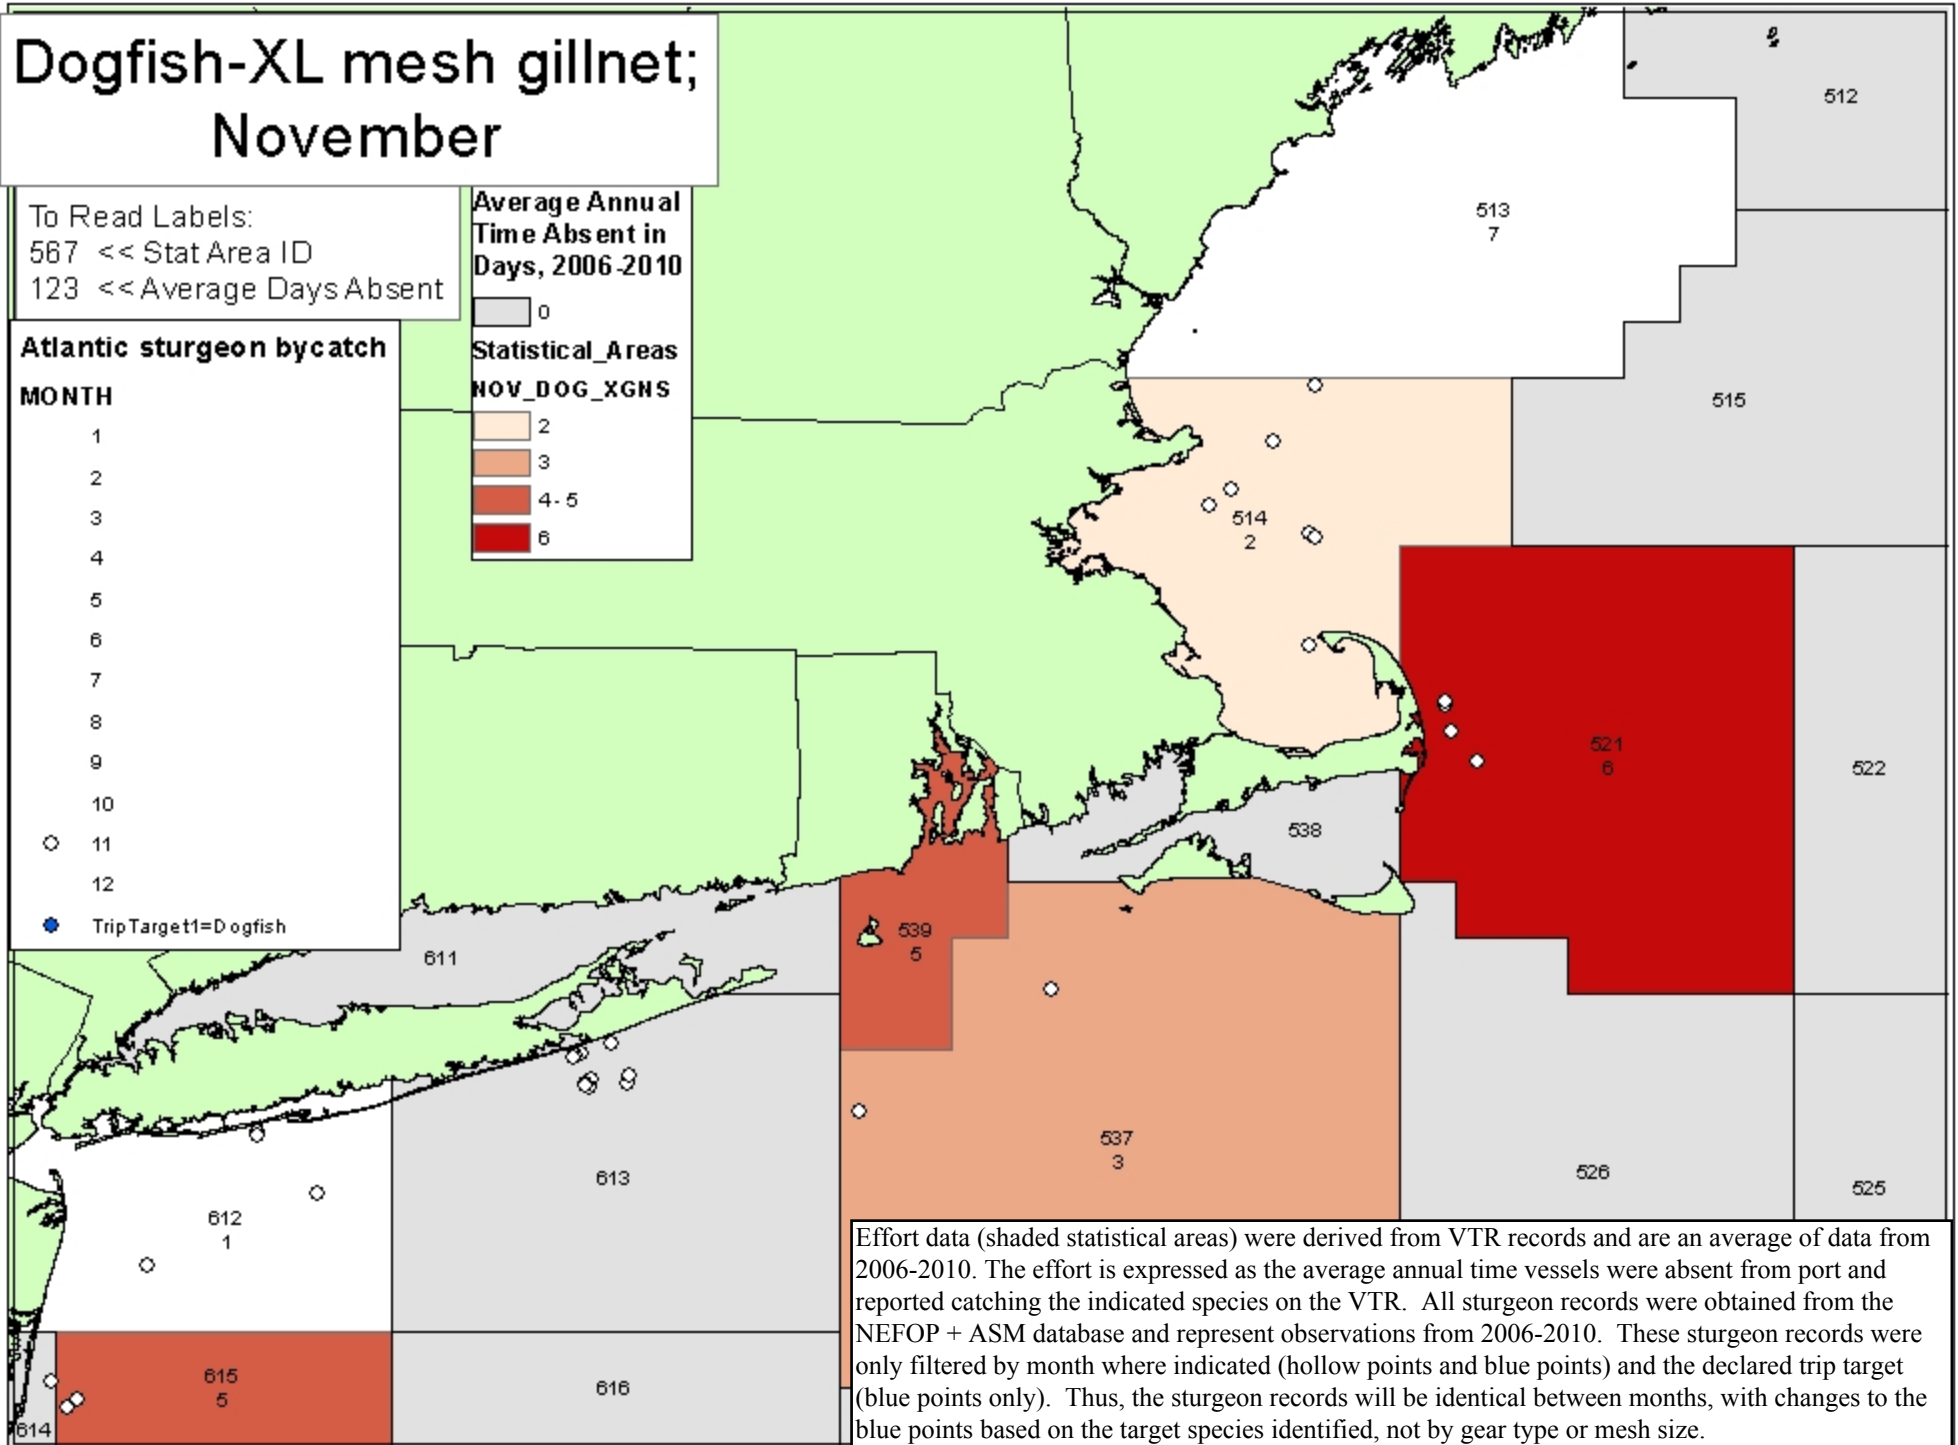 Dogfish-XL mesh gillnet;
November
To Read Labels:
567 << Stat Area ID
123 << Average Days Absent
Average Annual
Time Absent in
Days, 2006-2010
0
Statistical_Areas
NOV_DOG_XGNS
2
3
4 - 5
6
Atlantic sturgeon bycatch
MONTH
1
2
3
4
5
6
7
8
9
10
11
12
TripTarget1=Dogfish
512
513
7
515
514
2
521
6
522
538
539
5
611
537
3
526
525
613
612
1
615
5
616
614
Effort data (shaded statistical areas) were derived from VTR records and are an average of data from
2006-2010. The effort is expressed as the average annual time vessels were absent from port and
reported catching the indicated species on the VTR. All sturgeon records were obtained from the
NEFOP + ASM database and represent observations from 2006-2010. These sturgeon records were
only filtered by month where indicated (hollow points and blue points) and the declared trip target
(blue points only). Thus, the sturgeon records will be identical between months, with changes to the
blue points based on the target species identified, not by gear type or mesh size.